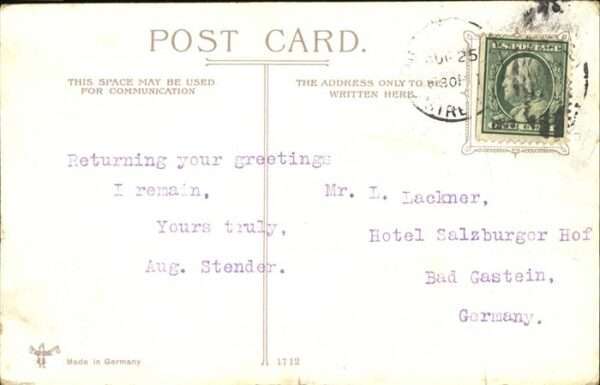 POST CARD.
THIS SPACE MAY BE USED
FOR COMMUNICATION
THE ADDRESS ONLY TO BE
WRITTEN HERE.
25
U.S. POSTAGE
Returning your greetings
I remain,
Yours truly,
Aug. Stender.
Mr. L. Lackner,
Hotel Salzburger Hof
Bad Gastein,
Germany.
Made in Germany
1712